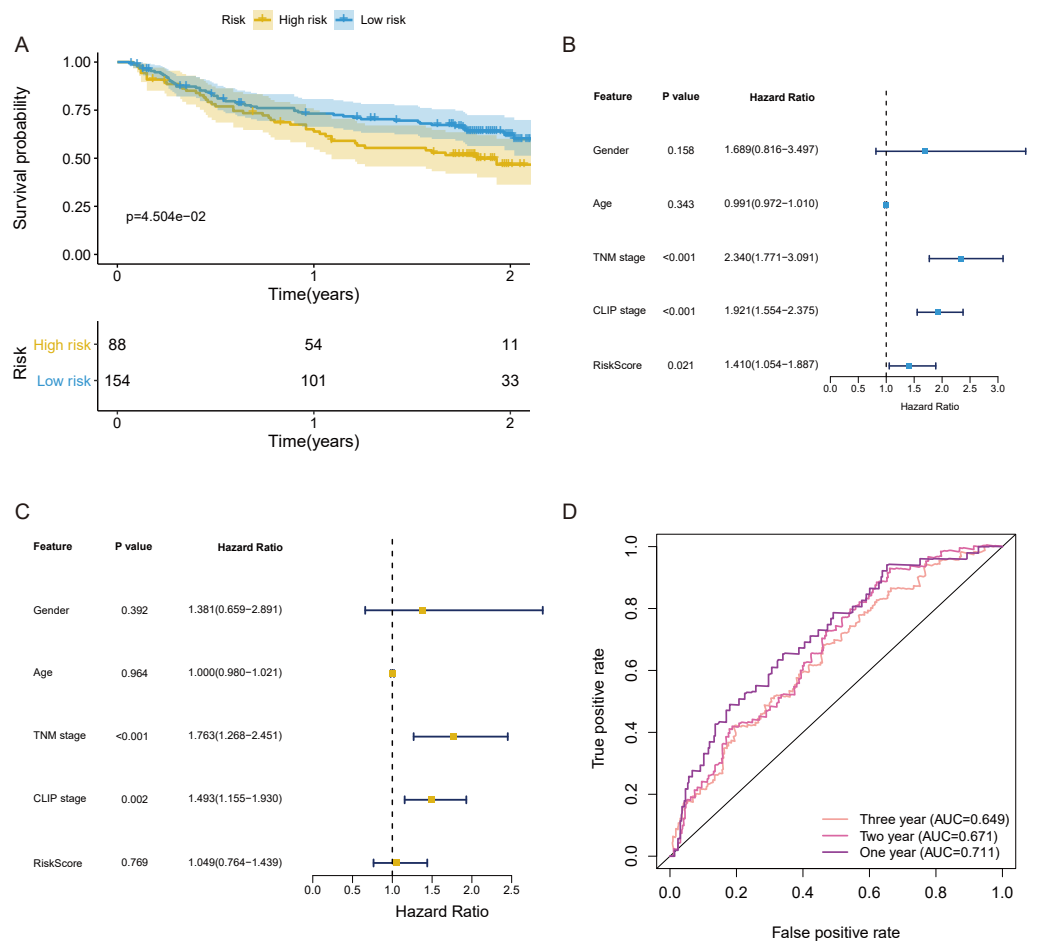 Risk High risk Low risk
A
1.00
0.75
0.50
0.25
0.00
Survival probability
p=4.504e−02
0 1 2
Time(years)
Risk
High risk 88 54 11
Low risk 154 101 33
0 1 2
Time(years)
B
Feature P value Hazard Ratio
Gender 0.158 1.689(0.816−3.497)
Age 0.343 0.991(0.972−1.010)
TNM stage <0.001 2.340(1.771−3.091)
CLIP stage <0.001 1.921(1.554−2.375)
RiskScore 0.021 1.410(1.054−1.887)
0.0 0.5 1.0 1.5 2.0 2.5 3.0
Hazard Ratio
C
Feature P value Hazard Ratio
Gender 0.392 1.381(0.659−2.891)
Age 0.964 1.000(0.980−1.021)
TNM stage <0.001 1.763(1.268−2.451)
CLIP stage 0.002 1.493(1.155−1.930)
RiskScore 0.769 1.049(0.764−1.439)
0.0 0.5 1.0 1.5 2.0 2.5
Hazard Ratio
D
1.0
0.8
0.6
0.4
0.2
0.0
True positive rate
Three year (AUC=0.649)
Two year (AUC=0.671)
One year (AUC=0.711)
0.0 0.2 0.4 0.6 0.8 1.0
False positive rate